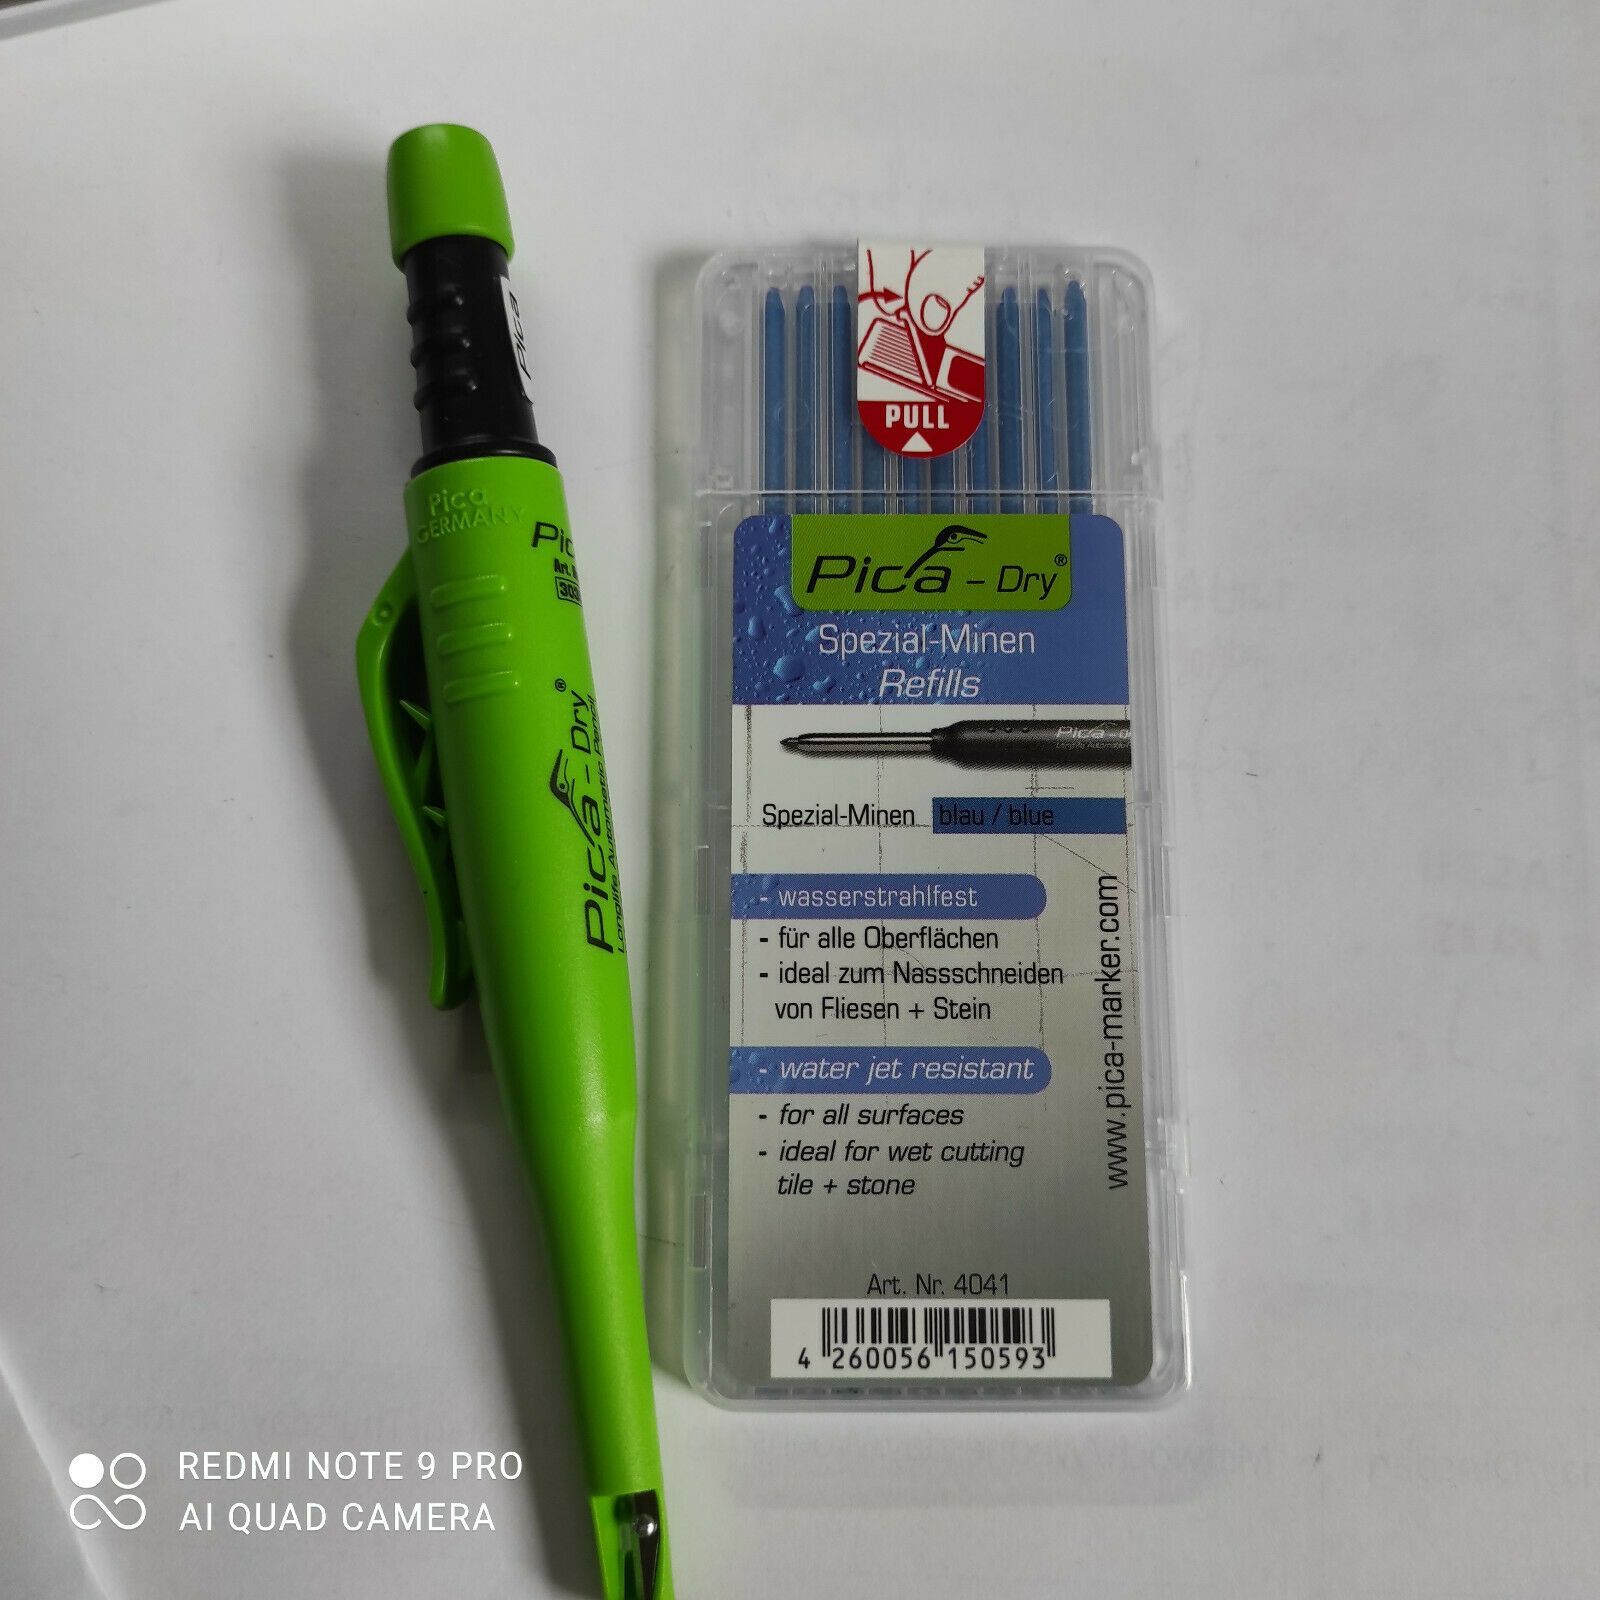 Pica
Pica
GERMANY
Pica - Dry®
Longlife Automatic Pencil
PULL
Pica - Dry®
Spezial-Minen
Refills
Pica
Spezial-Minen blau / blue
- wasserstrahlfest
- für alle Oberflächen
- ideal zum Nassschneiden
von Fliesen + Stein
- water jet resistant
- for all surfaces
- ideal for wet cutting
tile + stone
www.pica-marker.com
Art. Nr. 4041
4 260056 150593
REDMI NOTE 9 PRO
AI QUAD CAMERA